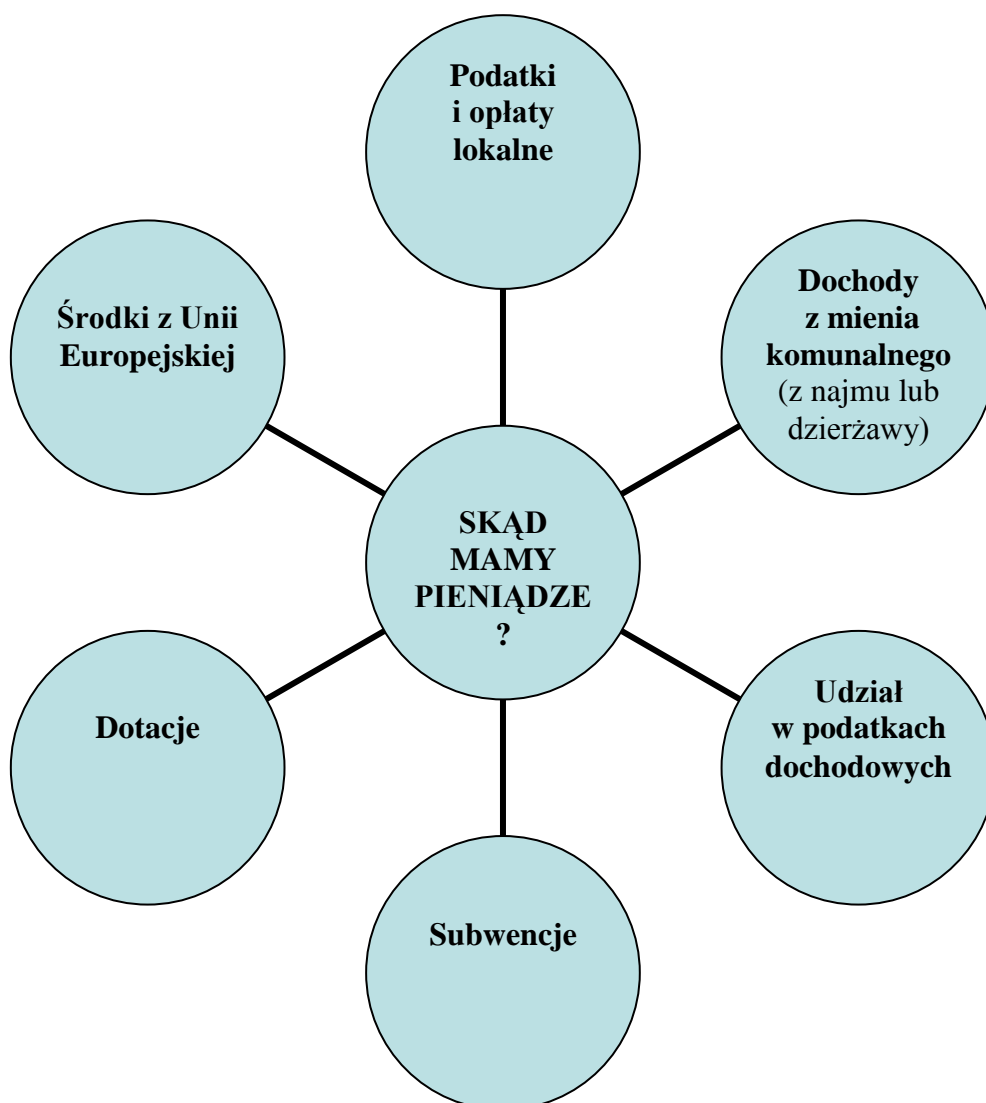 Podatki
i opłaty
lokalne
Dochody
z mienia
komunalnego
(z najmu lub
dzierżawy)
Środki z Unii
Europejskiej
SKĄD
MAMY
PIENIĄDZE
?
Udział
w podatkach
dochodowych
Dotacje
Subwencje